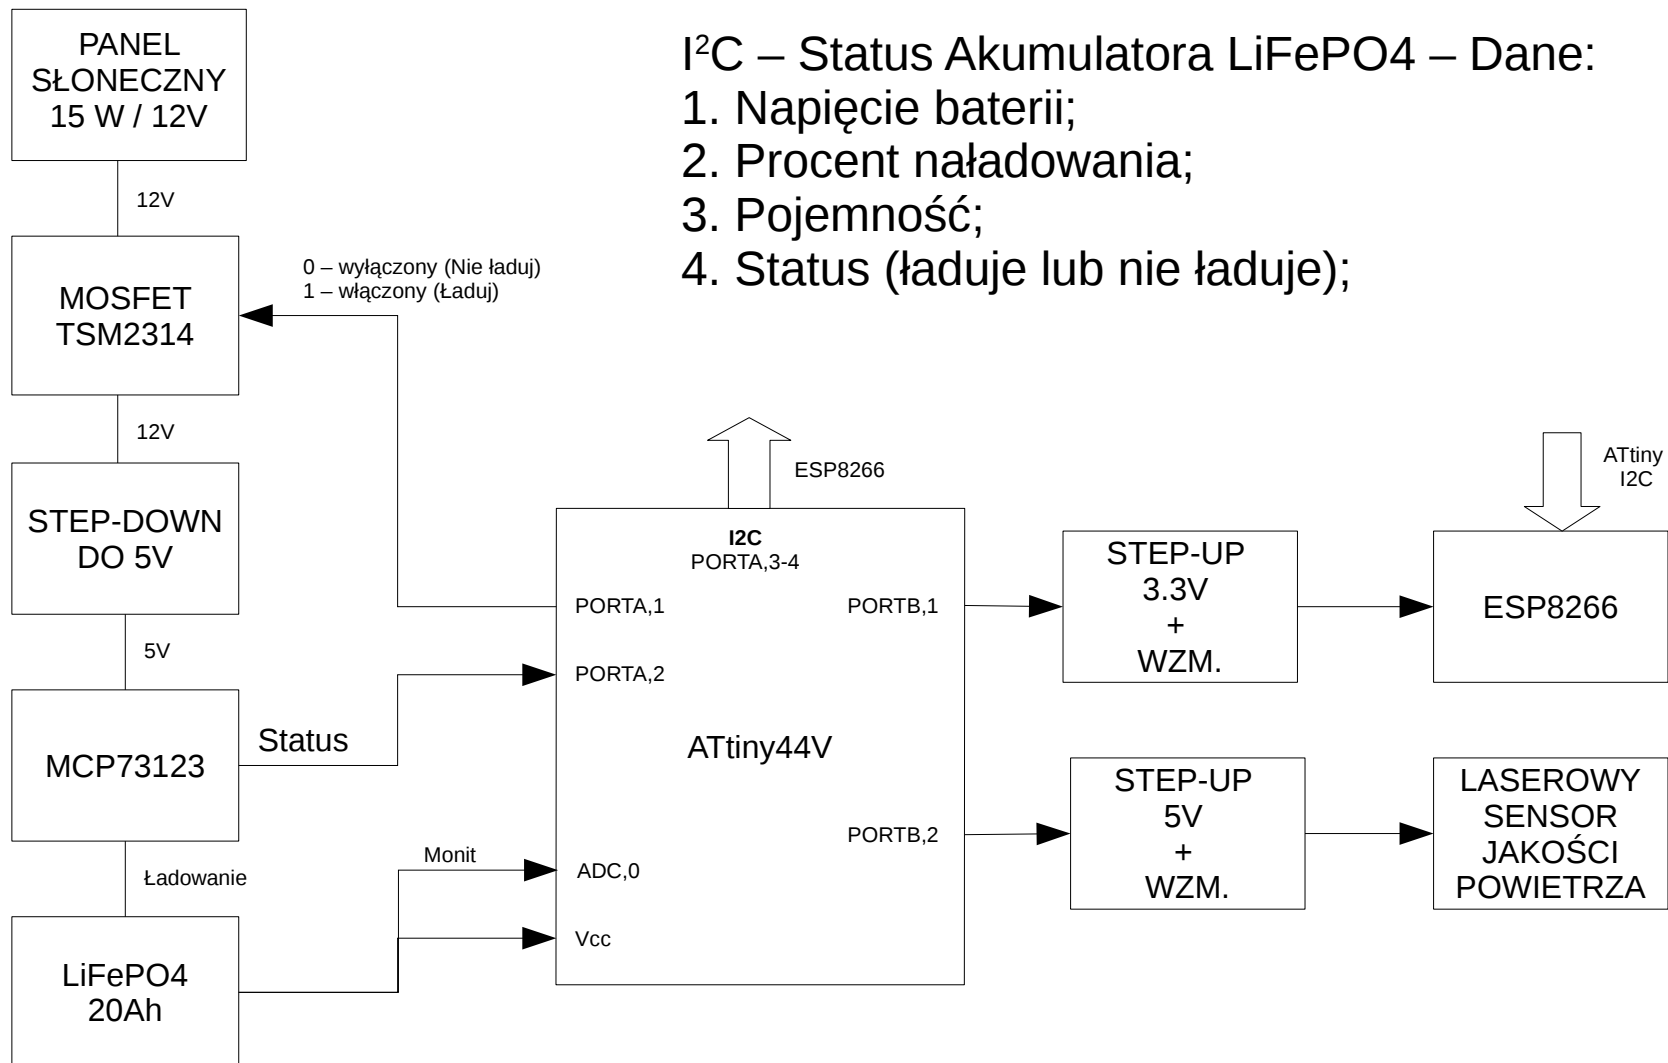 PANEL
SŁONECZNY
15 W / 12V
I²C – Status Akumulatora LiFePO4 – Dane:
1. Napięcie baterii;
2. Procent naładowania;
3. Pojemność;
4. Status (ładuje lub nie ładuje);
12V
MOSFET
TSM2314
0 – wyłączony (Nie ładuj)
1 – włączony (Ładuj)
12V
STEP-DOWN
DO 5V
5V
MCP73123
Status
Ładowanie
LiFePO4
20Ah
Monit
ESP8266
I2C
PORTA,3-4
PORTA,1
PORTB,1
PORTA,2
ATtiny44V
PORTB,2
ADC,0
Vcc
STEP-UP
3.3V
+
WZM.
ATtiny
I2C
ESP8266
STEP-UP
5V
+
WZM.
LASEROWY
SENSOR
JAKOŚCI
POWIETRZA